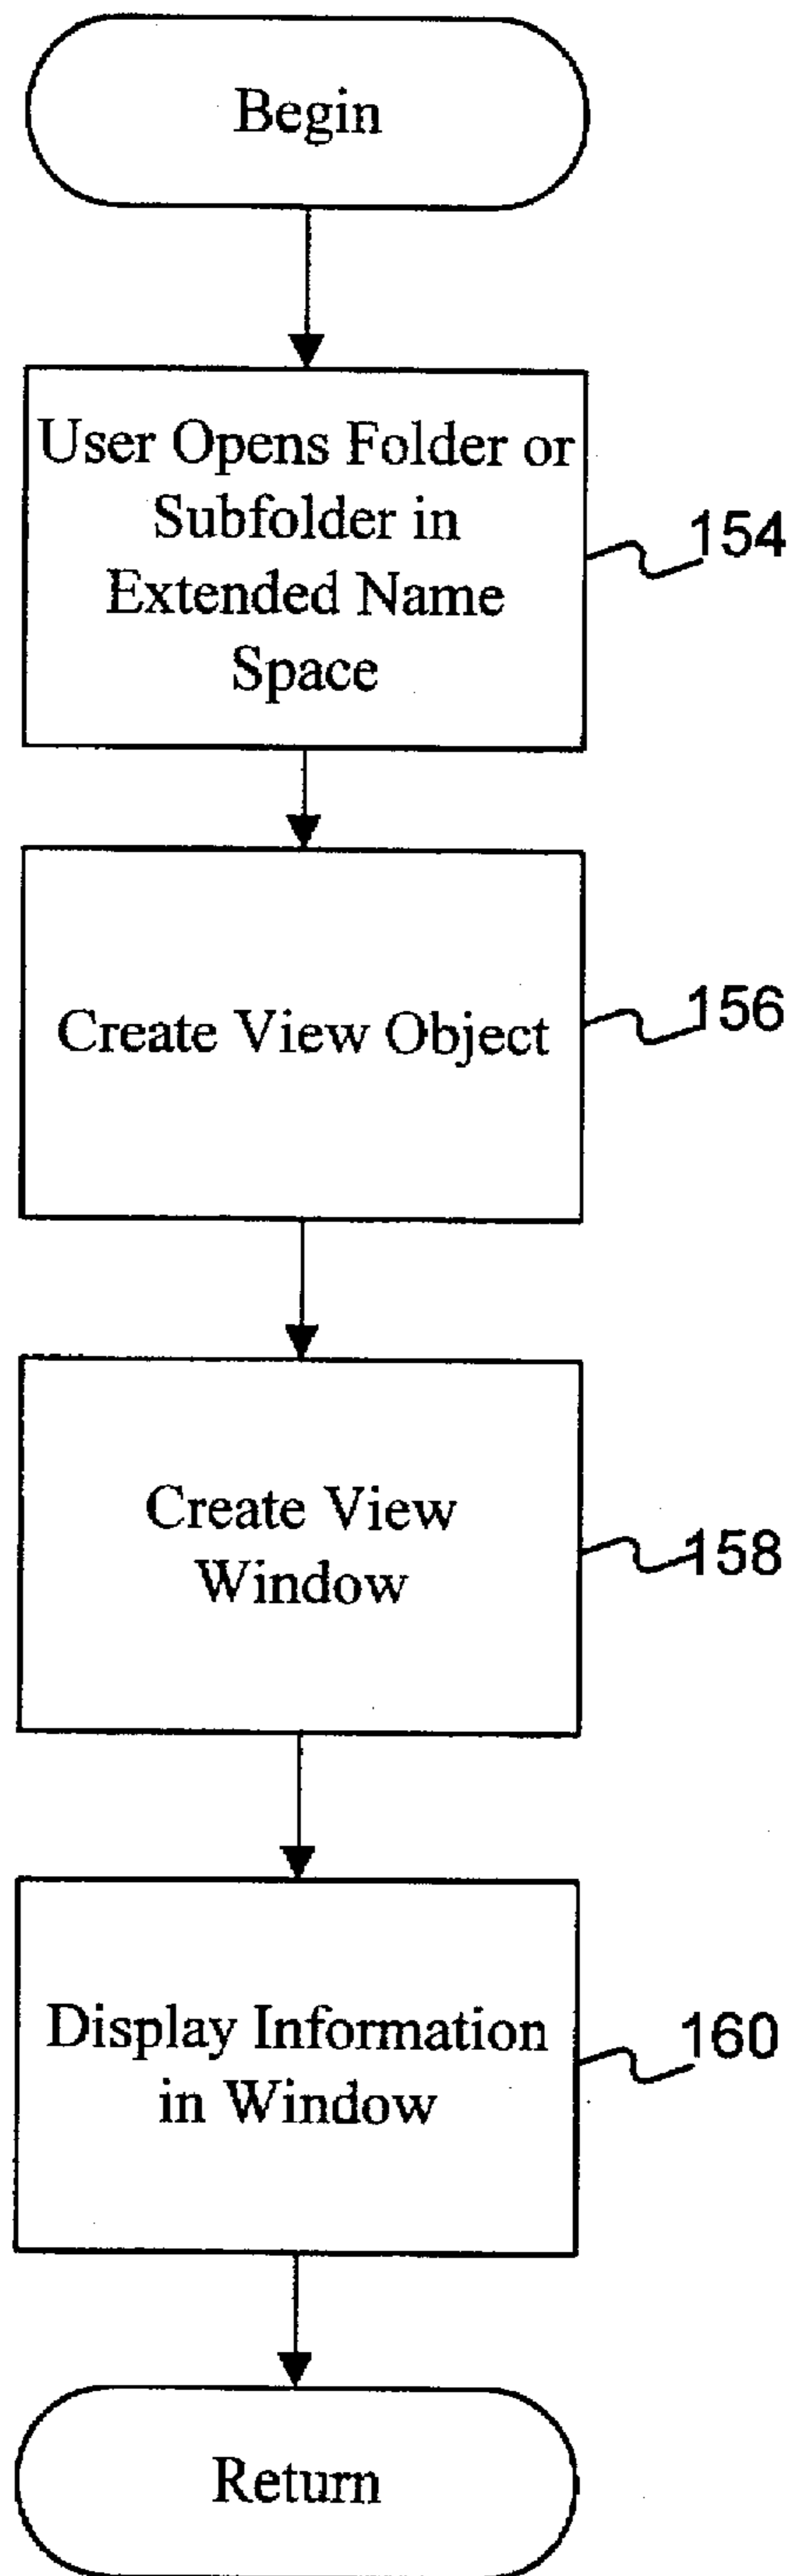 Begin
User Opens Folder or
Subfolder in
Extended Name
Space
154
Create View Object
156
Create View
Window
158
Display Information
in Window
160
Return